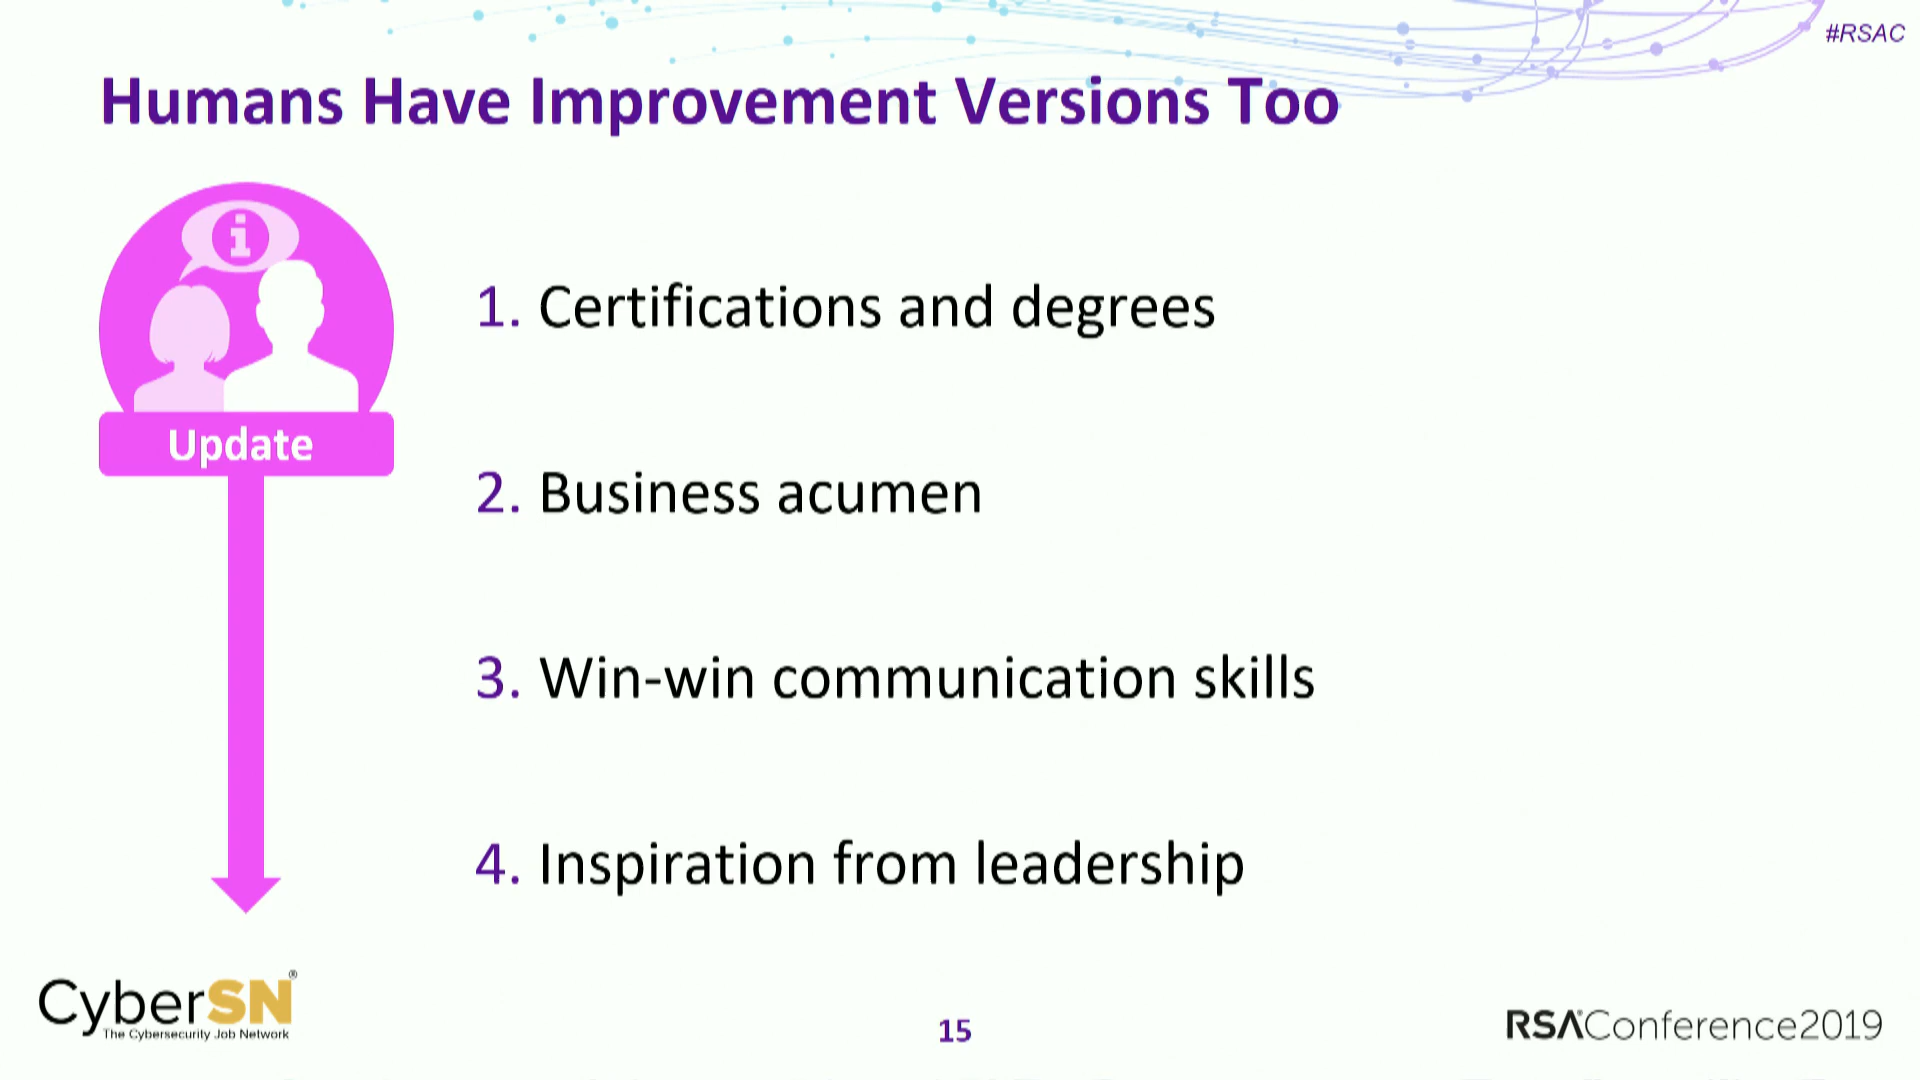 #RSAC
Humans Have Improvement Versions Too
i
Update
1. Certifications and degrees
2. Business acumen
3. Win-win communication skills
4. Inspiration from leadership
CyberSN®
The Cybersecurity Job Network
15
RSAConference2019